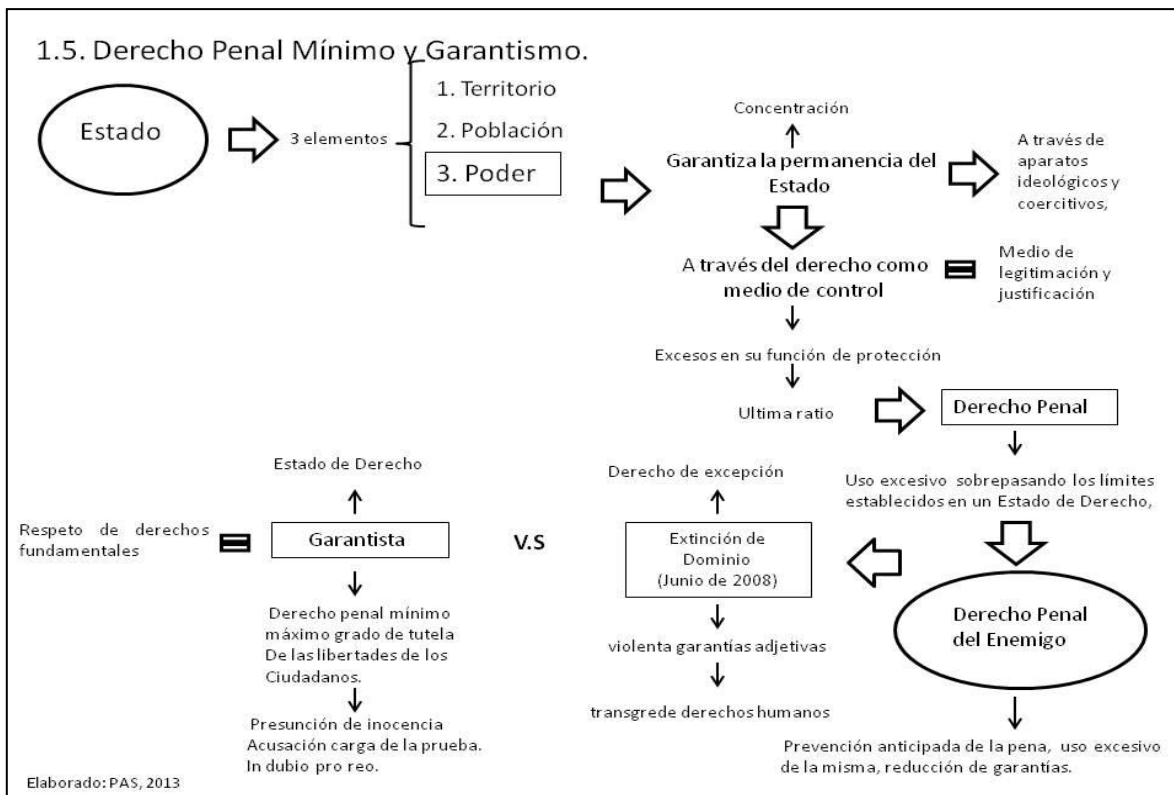 1.5. Derecho Penal Mínimo y Garantismo.
Estado
3 elementos
1. Territorio
2. Población
3. Poder
Concentración
Garantiza la permanencia del
Estado
A través de
aparatos
ideológicos y
coercitivos,
A través del derecho como
medio de control
Medio de
legitimación y
justificación
Excesos en su función de protección
Ultima ratio
Derecho Penal
Uso excesivo sobrepasando los límites
establecidos en un Estado de Derecho,
Derecho Penal
del Enemigo
Prevención anticipada de la pena, uso excesivo
de la misma, reducción de garantías.
Derecho de excepción
Extinción de
Dominio
(Junio de 2008)
violenta garantías adjetivas
transgrede derechos humanos
V.S
Estado de Derecho
Respeto de derechos
fundamentales
Garantista
Derecho penal mínimo
máximo grado de tutela
De las libertades de los
Ciudadanos.
Presunción de inocencia
Acusación carga de la prueba.
In dubio pro reo.
Elaborado: PAS, 2013